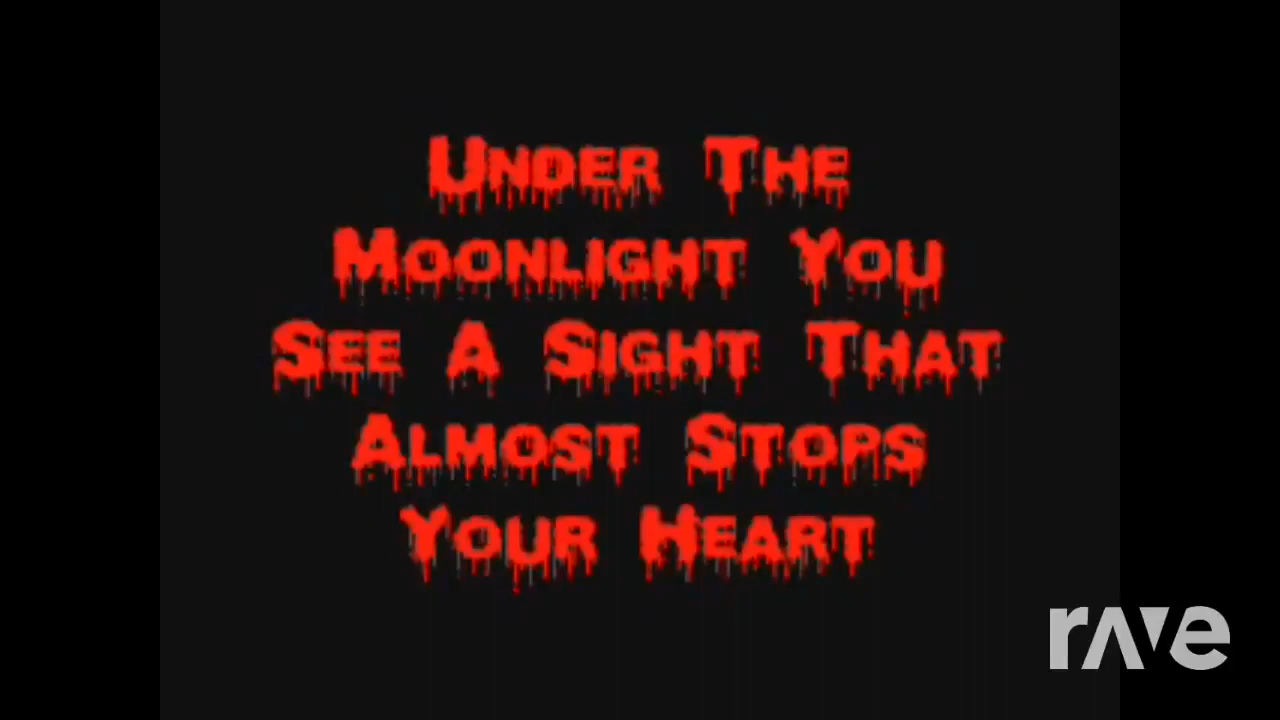 Under The
Moonlight You
See A Sight That
Almost Stops
Your Heart
rave